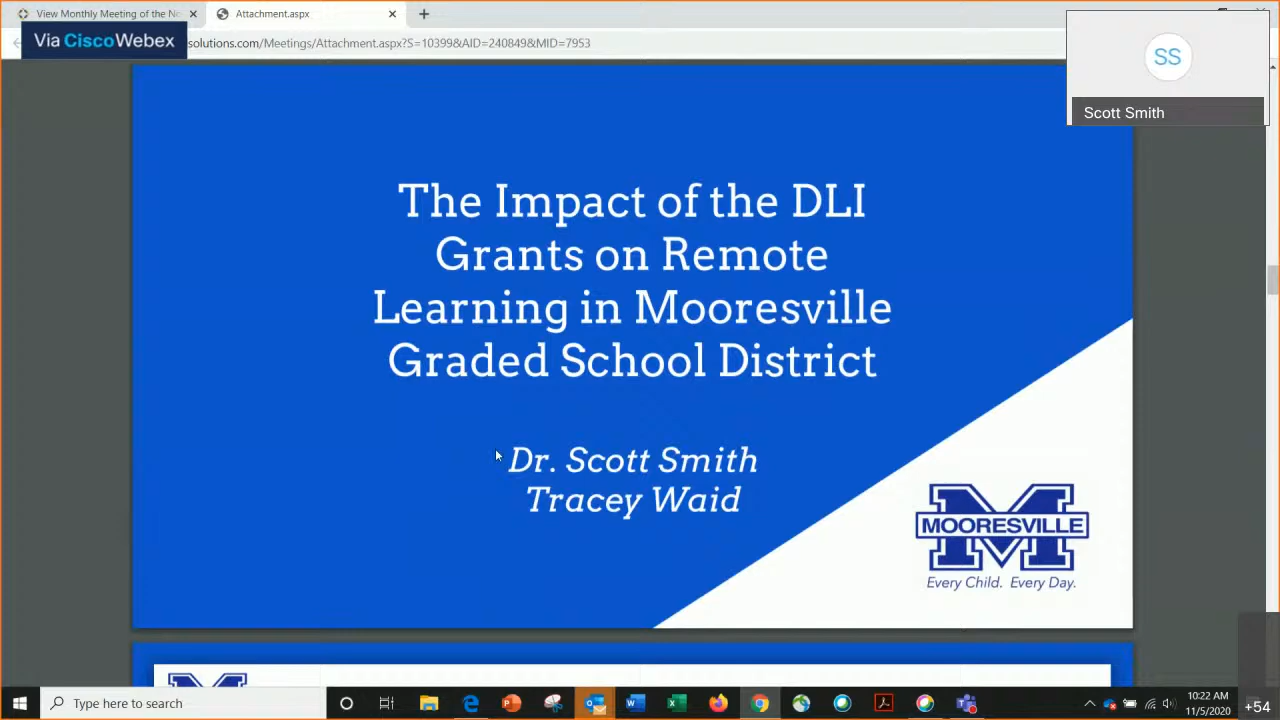 View Monthly Meeting of the No
Attachment.aspx
Via CiscoWebex
solutions.com/Meetings/Attachment.aspx?S=10399&AID=240849&MID=7953
SS
Scott Smith
The Impact of the DLI
Grants on Remote
Learning in Mooresville
Graded School District
Dr. Scott Smith
Tracey Waid
MOORESVILLE
Every Child. Every Day.
Type here to search
10:22 AM
11/5/2020
+54